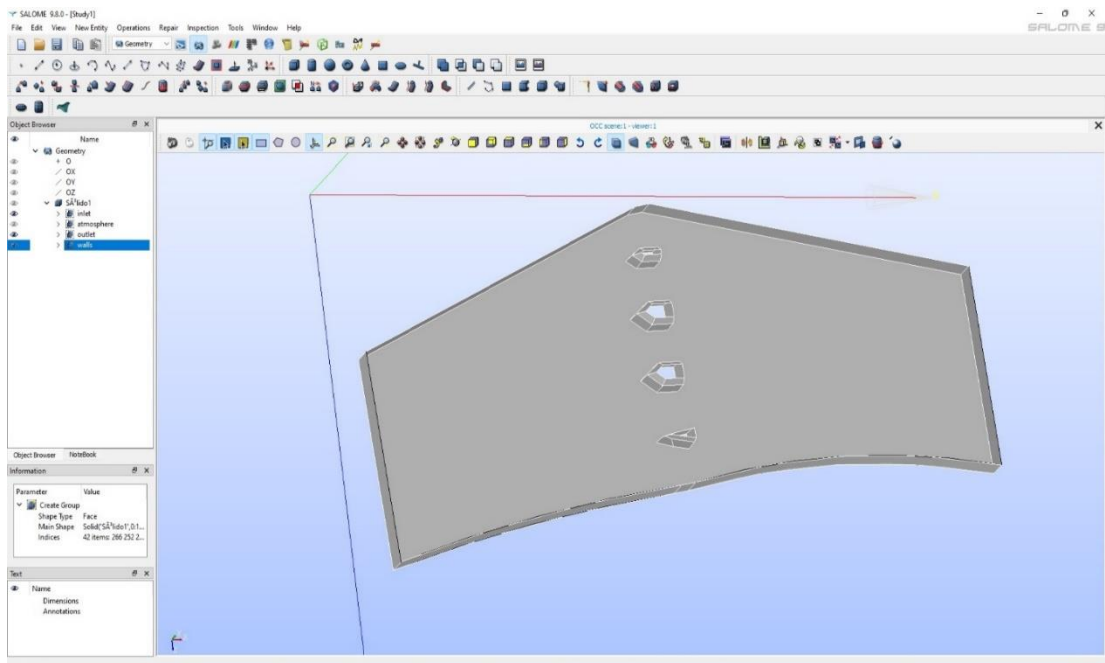 SALOME 9.8.0 - [Study1]
File Edit View New Entity Operations Repair Inspection Tools Window Help
SALOME 9
Geometry
Object Browser
OCC scene:1 - viewer:1
Name
Geometry
O
OX
OY
OZ
SÃ³lido1
inlet
atmosphere
outlet
walls
Object Browser NoteBook
Information
Parameter Value
Create Group
Shape Type Face
Main Shape Solid('SÃ³lido1',0:1...
Indices 42 items: 266 252 2...
Text
Name
Dimensions
Annotations